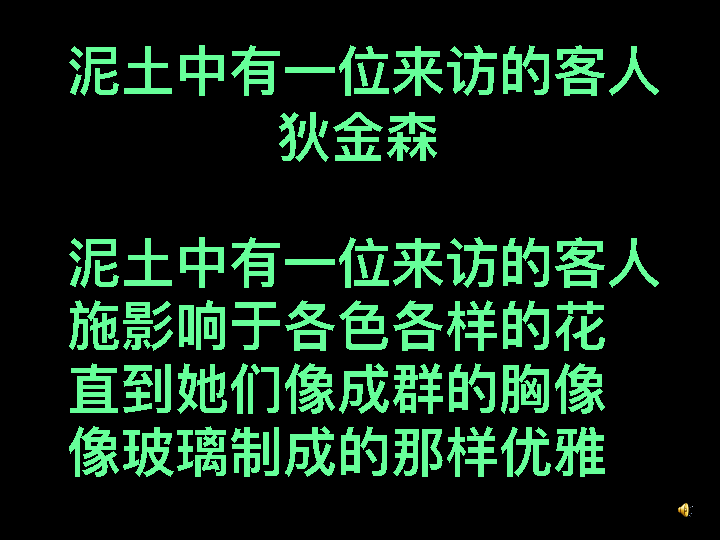 泥土中有一位来访的客人
狄金森
泥土中有一位来访的客人
施影响于各色各样的花
直到她们像成群的胸像
像玻璃制成的那样优雅